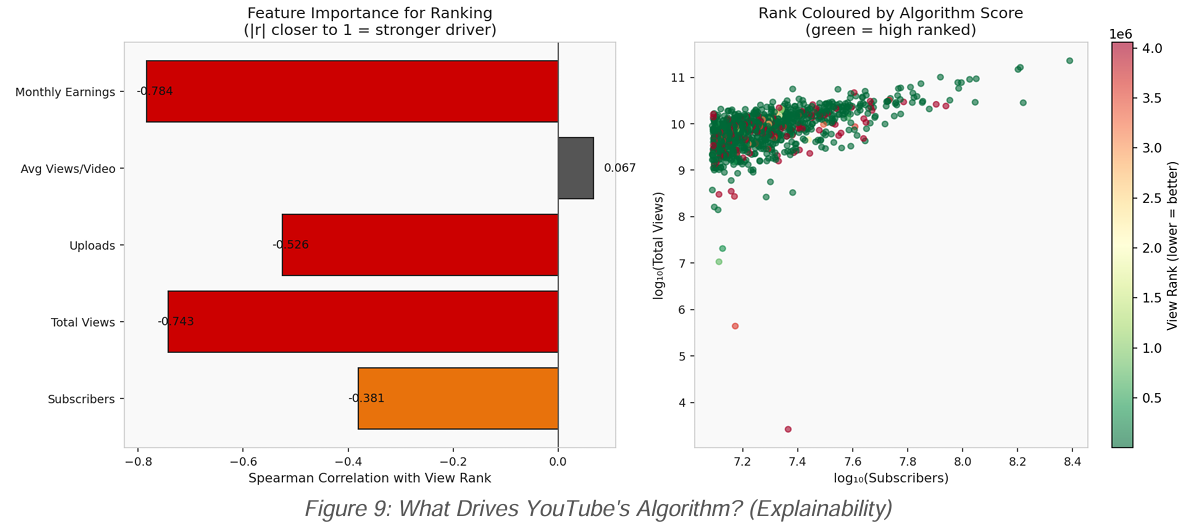 Feature Importance for Ranking
(|r| closer to 1 = stronger driver)
Monthly Earnings
Avg Views/Video
Uploads
Total Views
Subscribers
-0.784
0.067
-0.526
-0.743
-0.381
−0.8
−0.6
−0.4
−0.2
0.0
Spearman Correlation with View Rank
Rank Coloured by Algorithm Score
(green = high ranked)
log₁₀(Total Views)
11
10
9
8
7
6
5
4
7.2
7.4
7.6
7.8
8.0
8.2
8.4
log₁₀(Subscribers)
1e6
4.0
3.5
3.0
2.5
2.0
1.5
1.0
0.5
View Rank (lower = better)
Figure 9: What Drives YouTube's Algorithm? (Explainability)